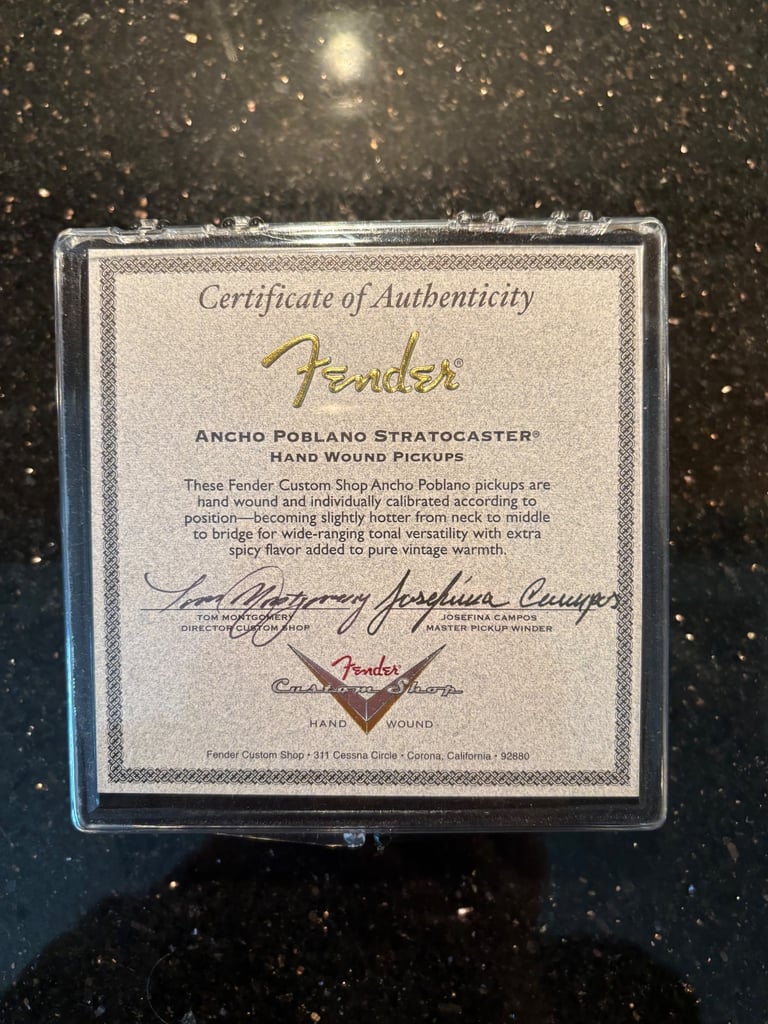 Certificate of Authenticity
Fender®
ANCHO POBLANO STRATOCASTER®
HAND WOUND PICKUPS
These Fender Custom Shop Ancho Poblano pickups are
hand wound and individually calibrated according to
position—becoming slightly hotter from neck to middle
to bridge for wide-ranging tonal versatility with extra
spicy flavor added to pure vintage warmth.
Tom Montgomery Josefina Campos
TOM MONTGOMERY JOSEFINA CAMPOS
DIRECTOR CUSTOM SHOP MASTER PICKUP WINDER
Fender®
Custom Shop
HAND WOUND
Fender Custom Shop • 311 Cessna Circle • Corona, California • 92880